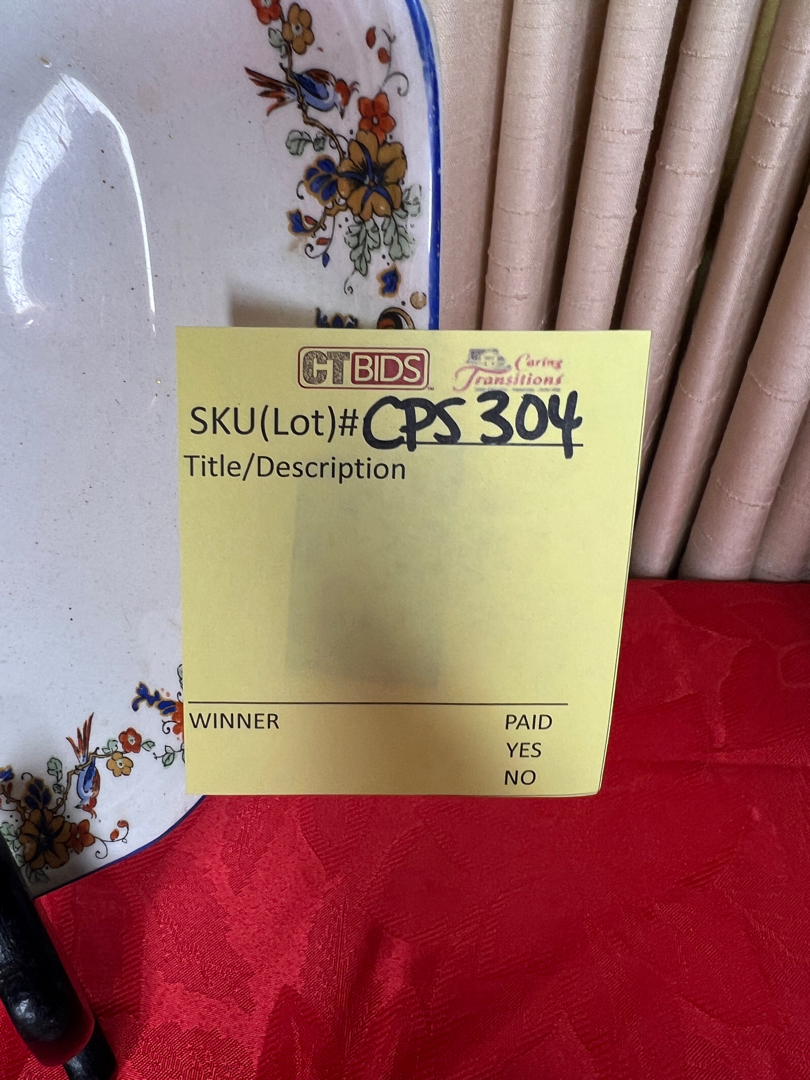 CTBIDS Caring Transitions
SKU(Lot)# CPS 304
Title/Description
WINNER PAID
YES
NO